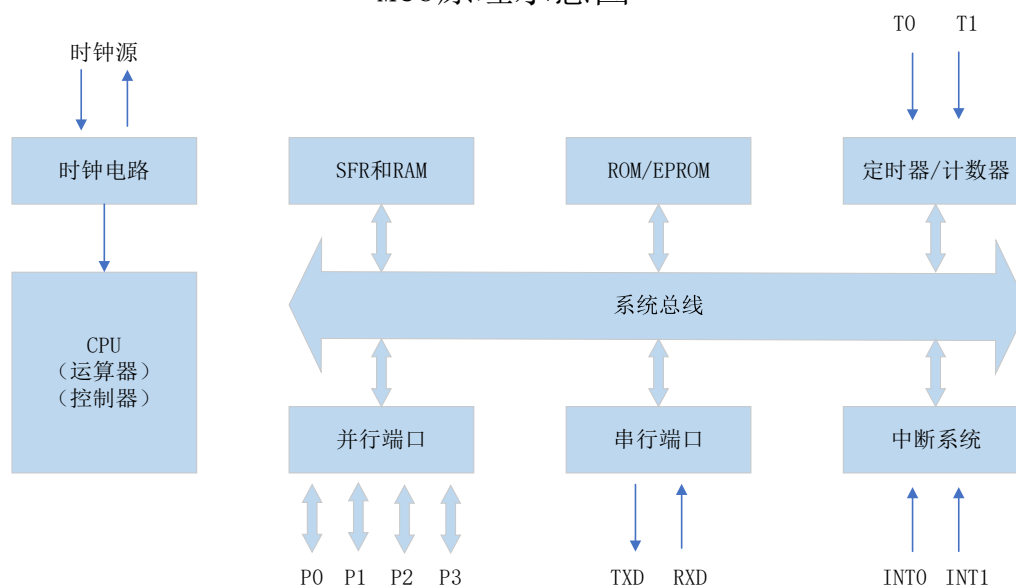 T0 T1
时钟源
时钟电路
SFR和RAM
ROM/EPROM
定时器/计数器
系统总线
CPU
（运算器）
（控制器）
并行端口
串行端口
中断系统
P0 P1 P2 P3
TXD RXD
INT0 INT1